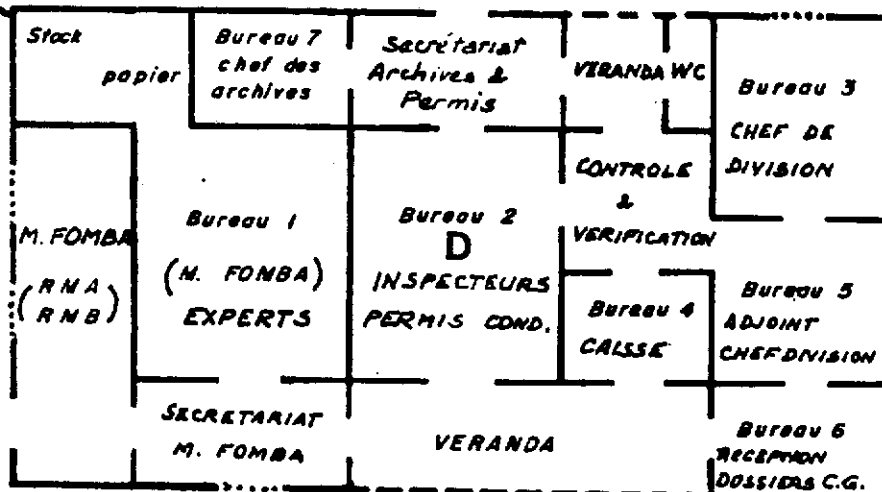 Stock
papier
Bureau 7
chef des
archives
Secrétariat
Archives &
Permis
VERANDA WC
Bureau 3
CHEF DE
DIVISION
M. FOMBA
(RMA
RMB)
Bureau 1
(M. FOMBA)
EXPERTS
Bureau 2
D
INSPECTEURS
PERMIS COND.
CONTROLE
&
VERIFICATION
Bureau 4
CAISSE
Bureau 5
ADJOINT
CHEF DIVISION
SECRETARIAT
M. FOMBA
VERANDA
Bureau 6
RECEPTION
DOSSIERS C.G.